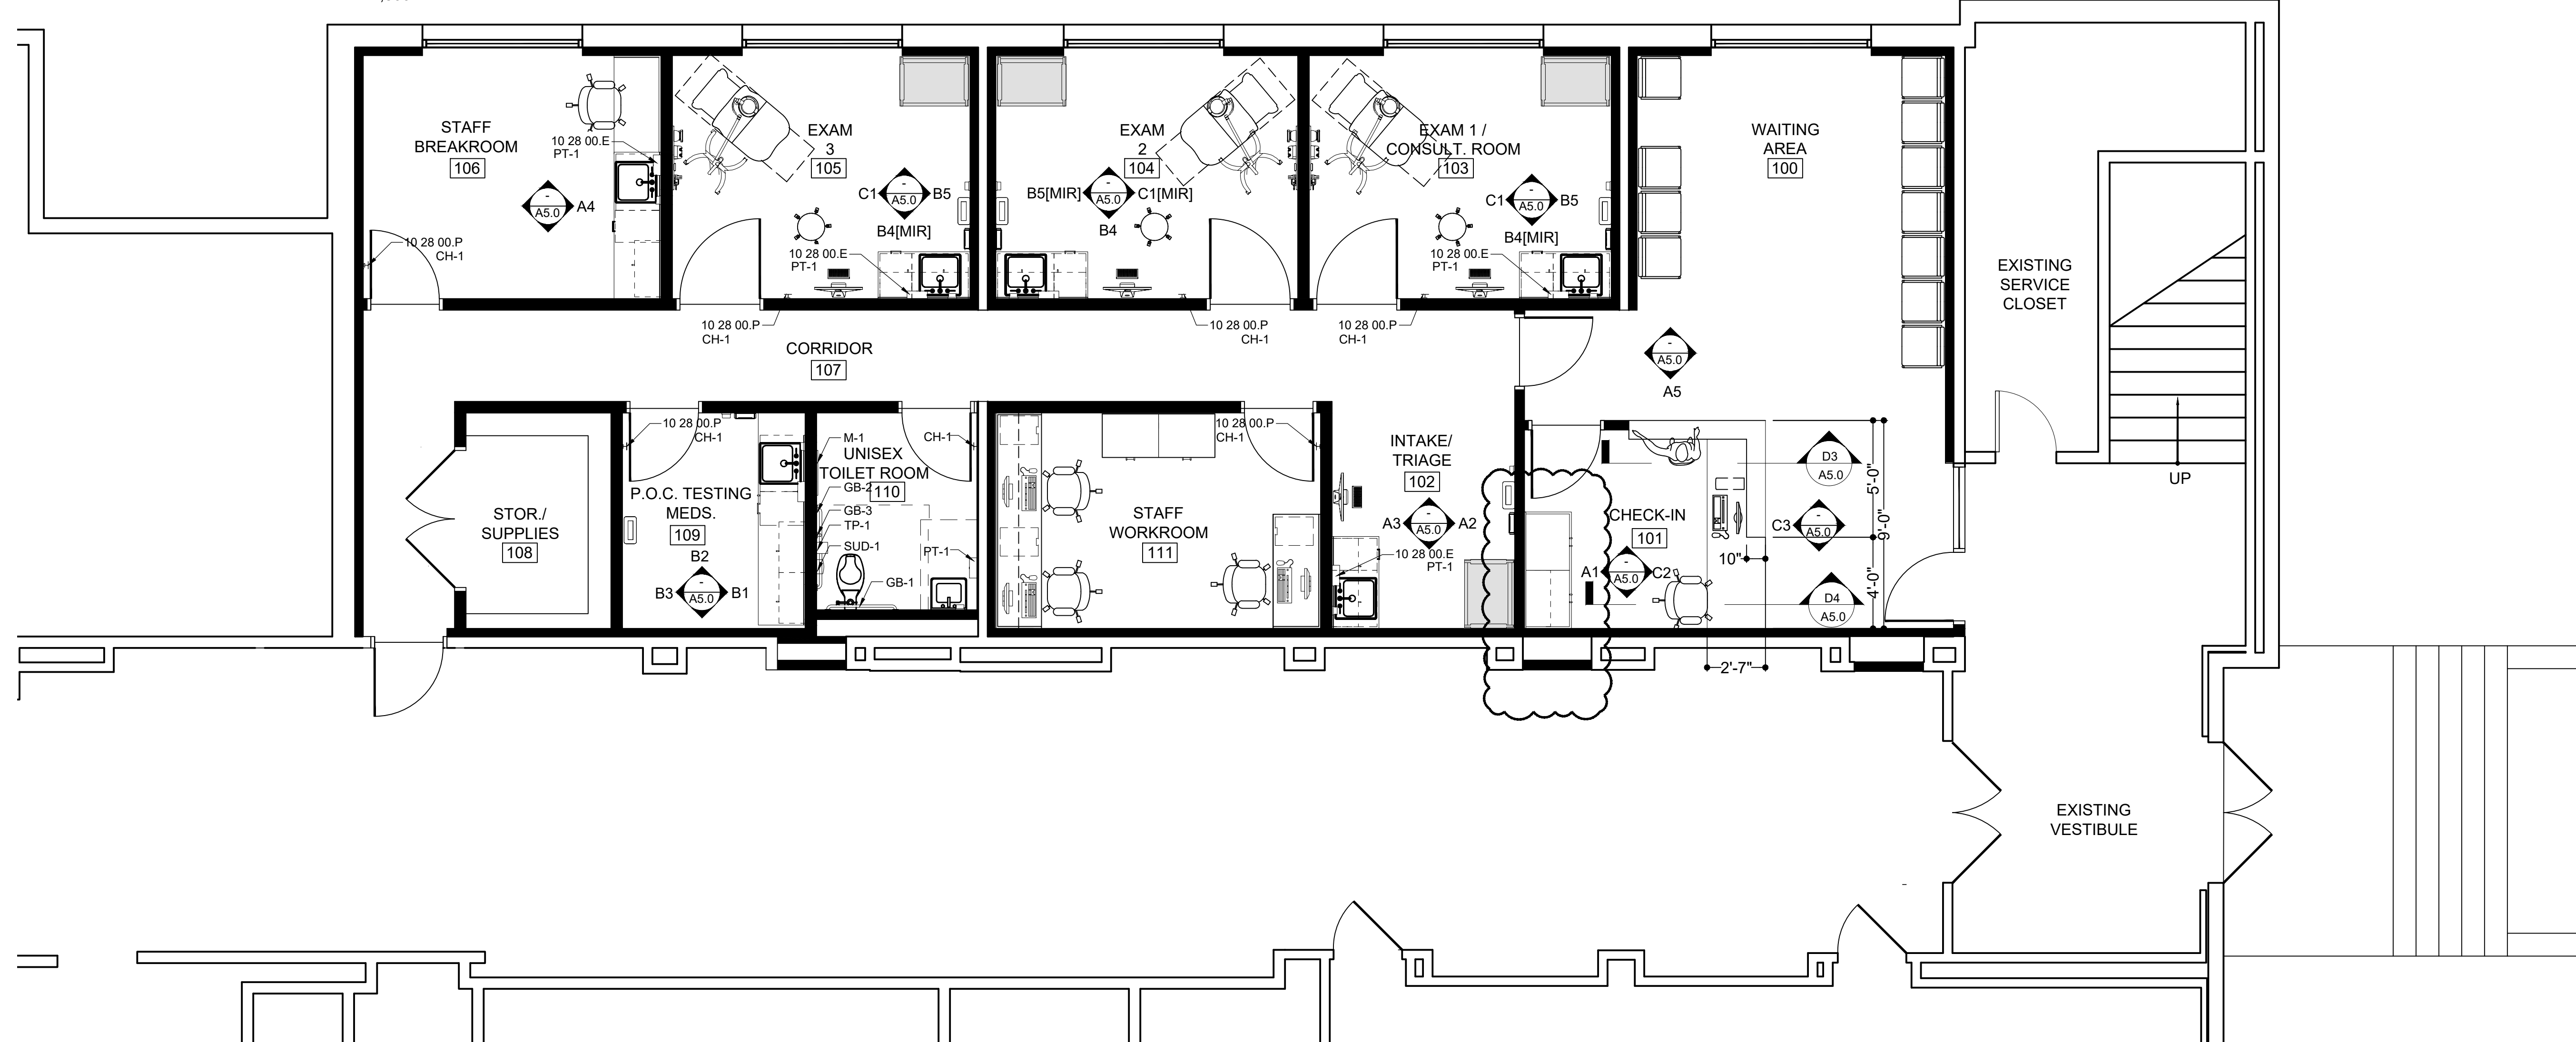 STAFF
BREAKROOM
106
10 28 00.E
PT-1
-
A5.0
A4
10 28 00.P
CH-1
EXAM
3
105
C1
-
A5.0
B5
B4[MIR]
10 28 00.E
PT-1
EXAM
2
104
B5[MIR]
-
A5.0
C1[MIR]
B4
EXAM 1 /
CONSULT. ROOM
103
C1
-
A5.0
B5
B4[MIR]
10 28 00.E
PT-1
WAITING
AREA
100
EXISTING
SERVICE
CLOSET
10 28 00.P
CH-1
10 28 00.P
CH-1
10 28 00.P
CH-1
CORRIDOR
107
-
A5.0
A5
UP
STOR./
SUPPLIES
108
10 28 00.P
CH-1
P.O.C. TESTING
MEDS.
109
B2
B3
-
A5.0
B1
M-1
CH-1
UNISEX
TOILET ROOM
110
GB-2
GB-3
TP-1
SUD-1
PT-1
GB-1
10 28 00.P
CH-1
STAFF
WORKROOM
111
INTAKE/
TRIAGE
102
A3
-
A5.0
A2
10 28 00.E
PT-1
CHECK-IN
101
A1
-
A5.0
C2
D3
A5.0
C3
-
A5.0
D4
A5.0
5'-0"
9'-0"
4'-0"
10"
2'-7"
EXISTING
VESTIBULE